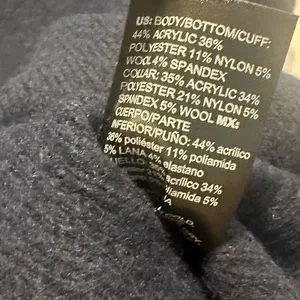 US: BODY/BOTTOM/CUFF:
44% ACRYLIC 36%
POLYESTER 11% NYLON 5%
WOOL 4% SPANDEX
COLLAR: 35% ACRYLIC 34%
POLYESTER 21% NYLON 5%
SPANDEX 5% WOOL MX:
CUERPO/PARTE
INFERIOR/PUÑO: 44% acrílico
36% poliéster 11% poliamida
5% LANA 4% elastano
acrílico 34%
poliamida 5%